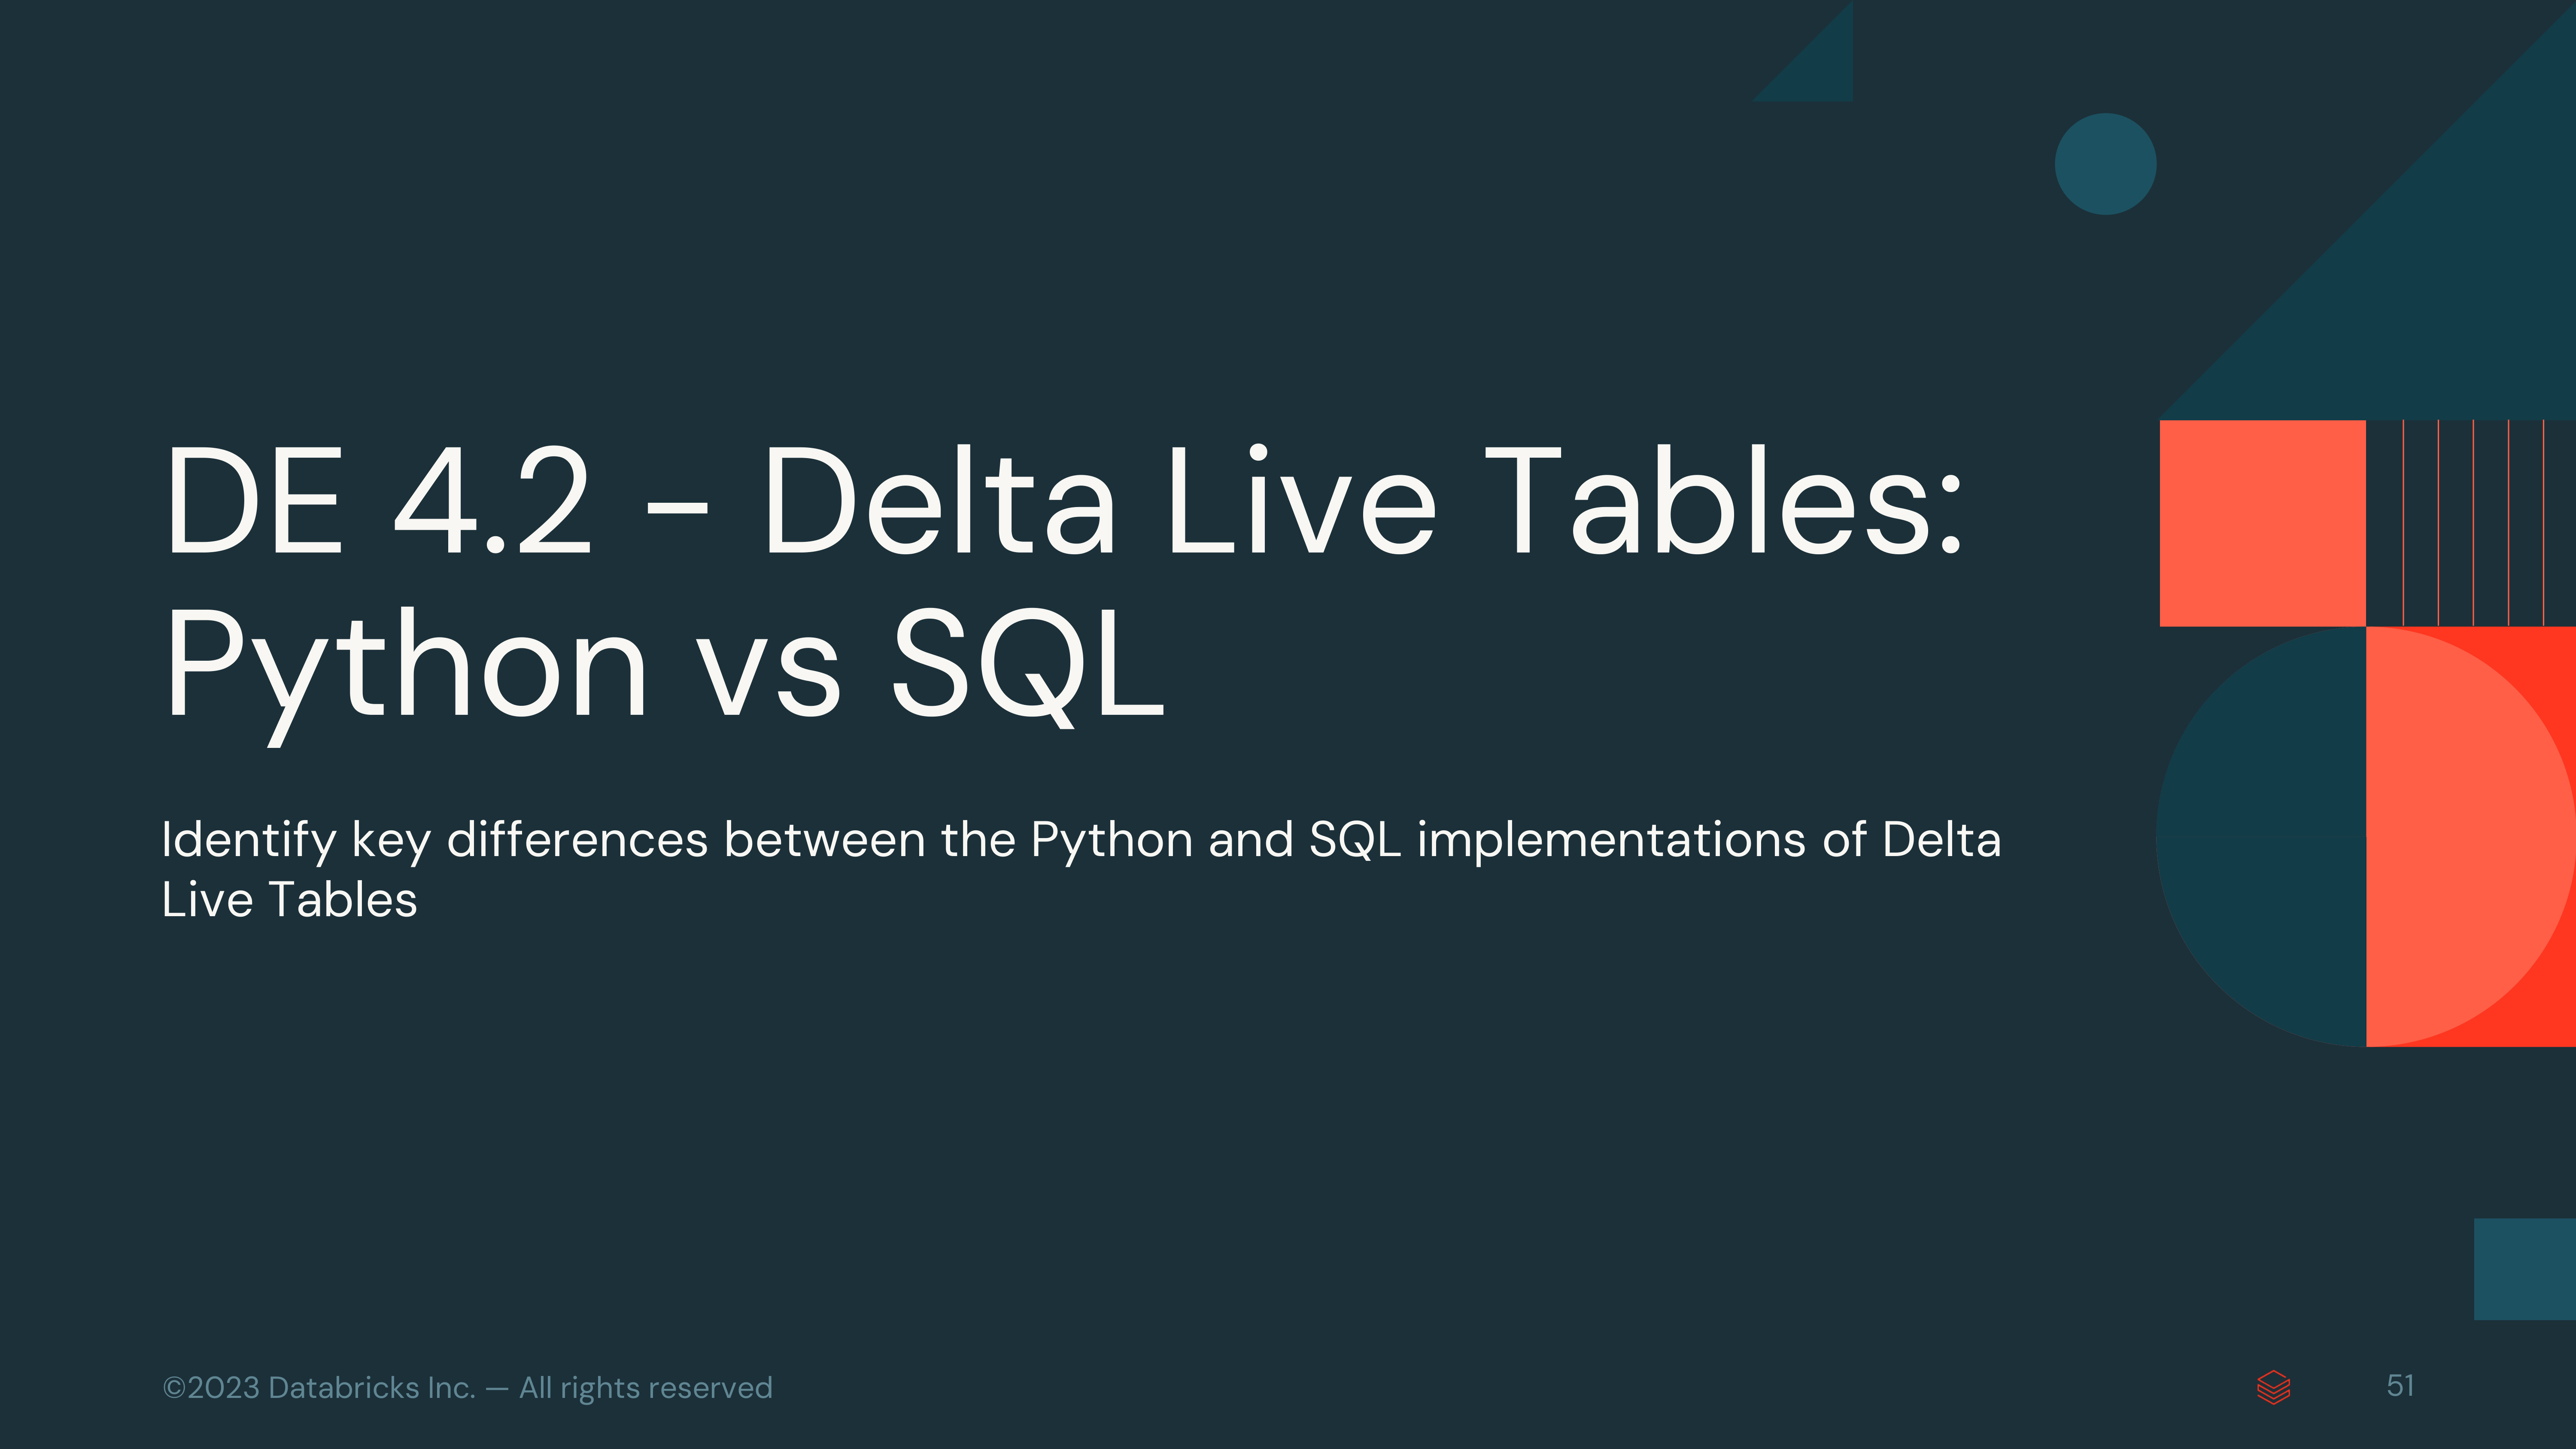 DE 4.2 - Delta Live Tables:
Python vs SQL
Identify key differences between the Python and SQL implementations of Delta
Live Tables
©2023 Databricks Inc. — All rights reserved
51